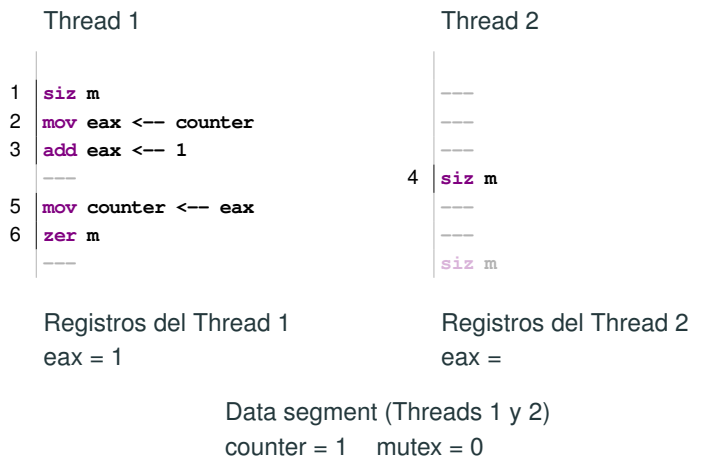 Thread 1 Thread 2
1 siz m ---
2 mov eax <-- counter ---
3 add eax <-- 1 ---
--- 4 siz m
5 mov counter <-- eax ---
6 zer m ---
--- siz m
Registros del Thread 1 Registros del Thread 2
eax = 1 eax =
Data segment (Threads 1 y 2)
counter = 1 mutex = 0